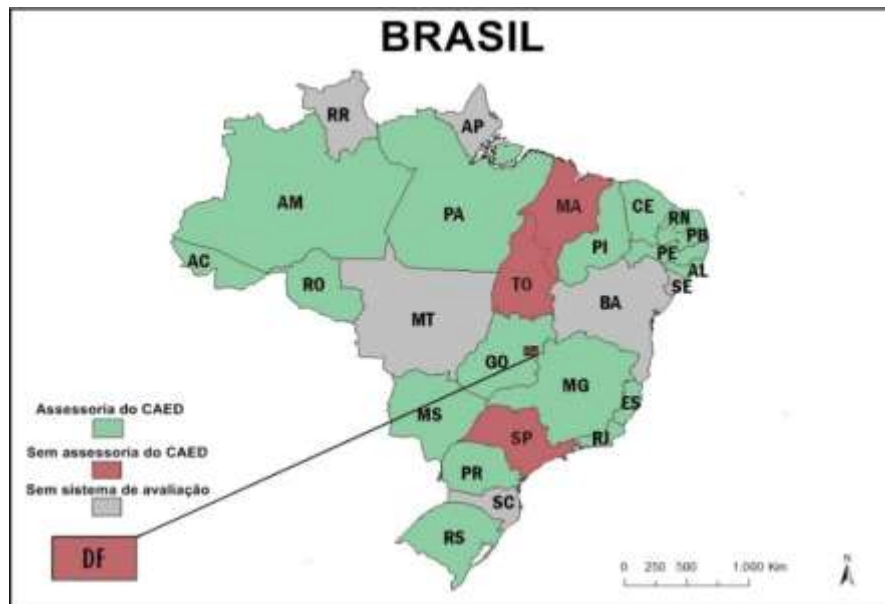 BRASIL
RR
AP
AM
PA
MA
CE
RN
PB
PI
PE
AC
AL
RO
TO
SE
BA
MT
GO
MG
Assessoria do CAED
MS
ES
Sem assessoria do CAED
SP
RJ
PR
Sem sistema de avaliação
SC
RS
DF
N
0 250 500 1.000 Km